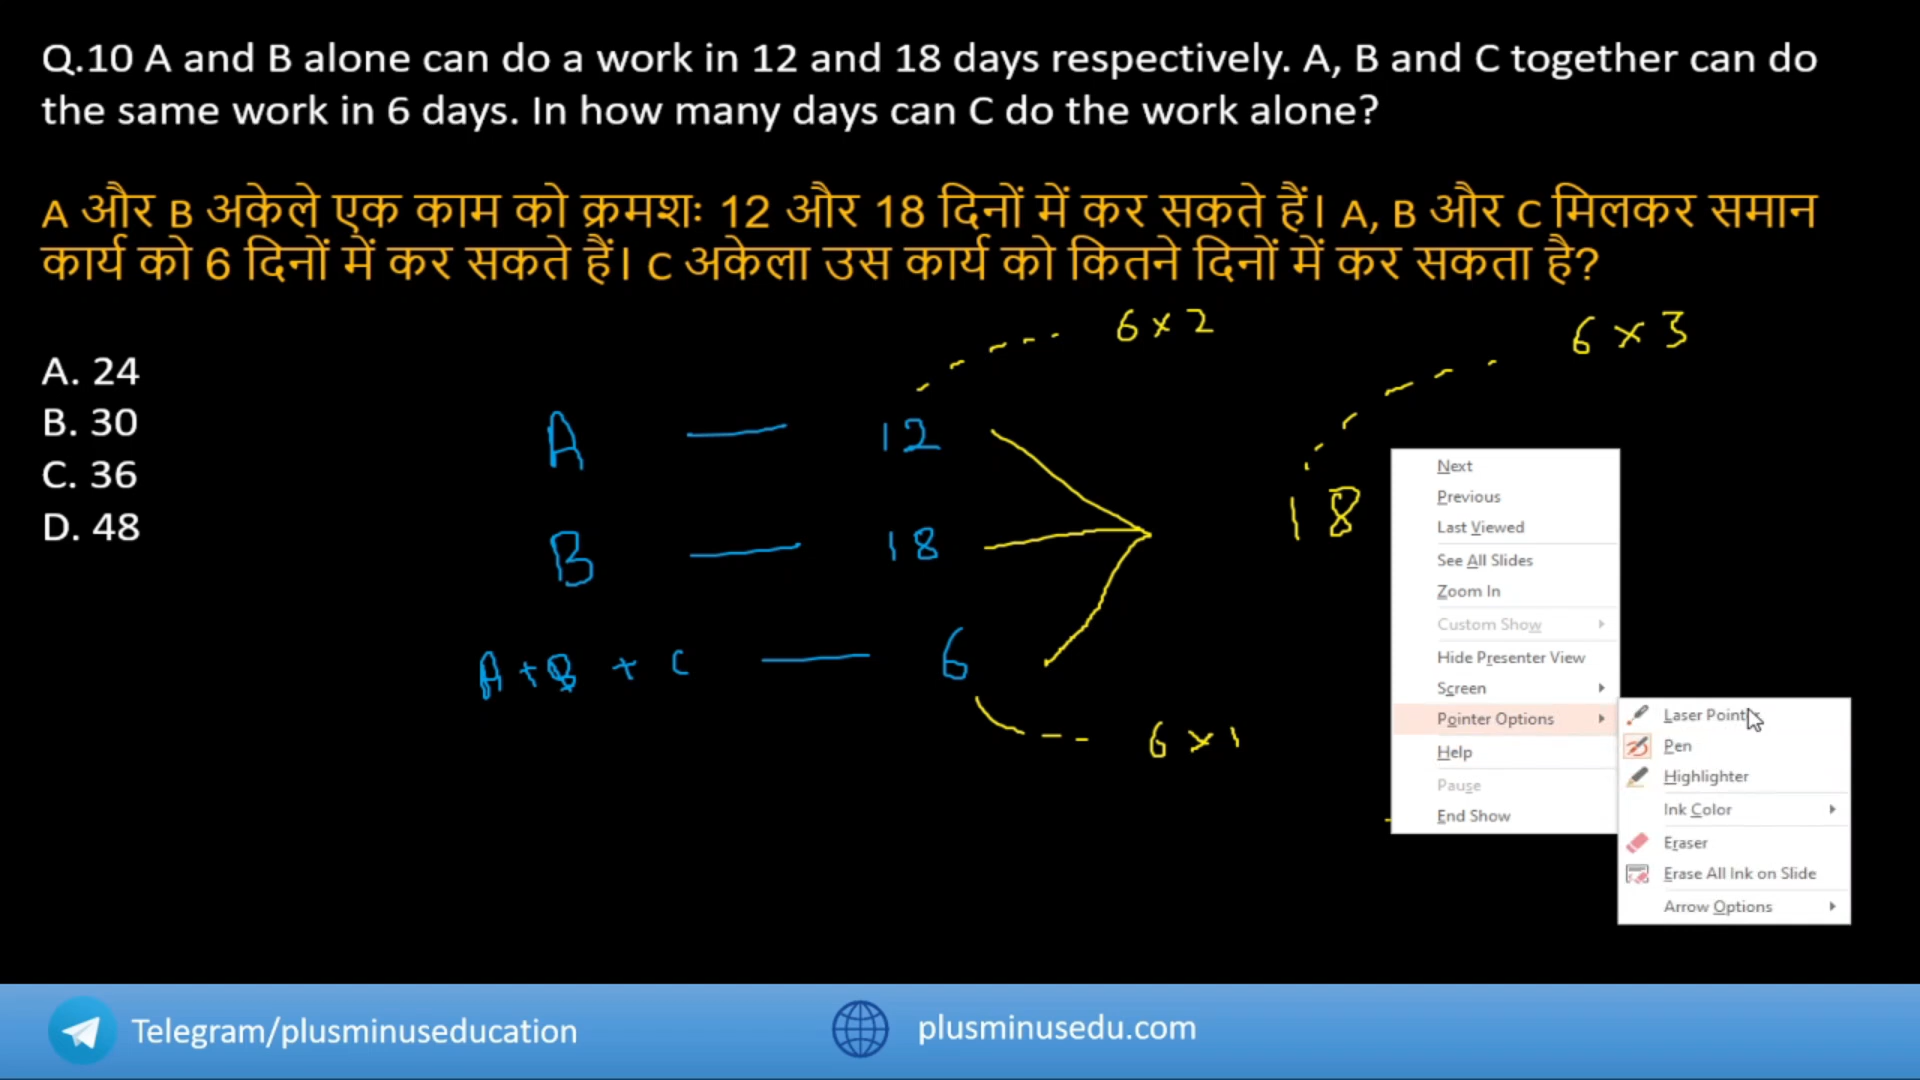 Q.10 A and B alone can do a work in 12 and 18 days respectively. A, B and C together can do
the same work in 6 days. In how many days can C do the work alone?
A और B अकेले एक काम को क्रमशः 12 और 18 दिनों में कर सकते हैं। A, B और C मिलकर समान
कार्य को 6 दिनों में कर सकते हैं। C अकेला उस कार्य को कितने दिनों में कर सकता है?
6 × 2
6 × 3
A. 24
B. 30
C. 36
D. 48
A — 12
B — 18
18
A + B + C — 6
6 × 1
Next
Previous
Last Viewed
See All Slides
Zoom In
Custom Show
Hide Presenter View
Screen
Pointer Options
Help
Pause
End Show
Laser
Pen
Highlighter
Ink Color
Eraser
Erase All Ink on Slide
Arrow Options
Telegram/plusminuseducation
plusminusedu.com